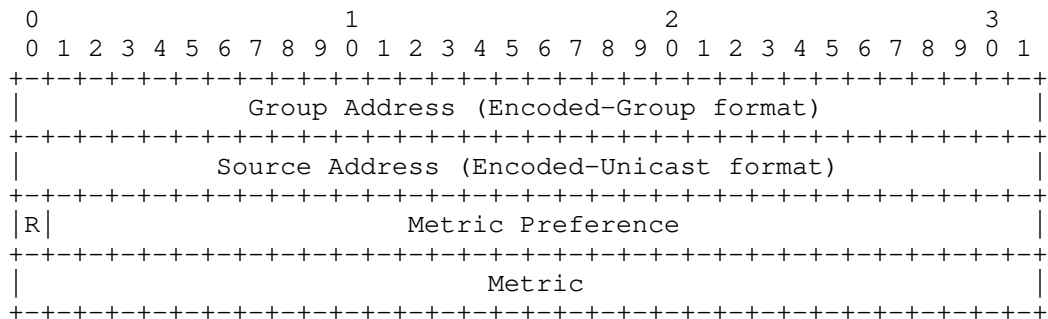 0                   1                   2                   3
 0 1 2 3 4 5 6 7 8 9 0 1 2 3 4 5 6 7 8 9 0 1 2 3 4 5 6 7 8 9 0 1
+-+-+-+-+-+-+-+-+-+-+-+-+-+-+-+-+-+-+-+-+-+-+-+-+-+-+-+-+-+-+-+-+
|              Group Address (Encoded-Group format)             |
+-+-+-+-+-+-+-+-+-+-+-+-+-+-+-+-+-+-+-+-+-+-+-+-+-+-+-+-+-+-+-+-+
|            Source Address (Encoded-Unicast format)            |
+-+-+-+-+-+-+-+-+-+-+-+-+-+-+-+-+-+-+-+-+-+-+-+-+-+-+-+-+-+-+-+-+
|R|                      Metric Preference                      |
+-+-+-+-+-+-+-+-+-+-+-+-+-+-+-+-+-+-+-+-+-+-+-+-+-+-+-+-+-+-+-+-+
|                             Metric                            |
+-+-+-+-+-+-+-+-+-+-+-+-+-+-+-+-+-+-+-+-+-+-+-+-+-+-+-+-+-+-+-+-+